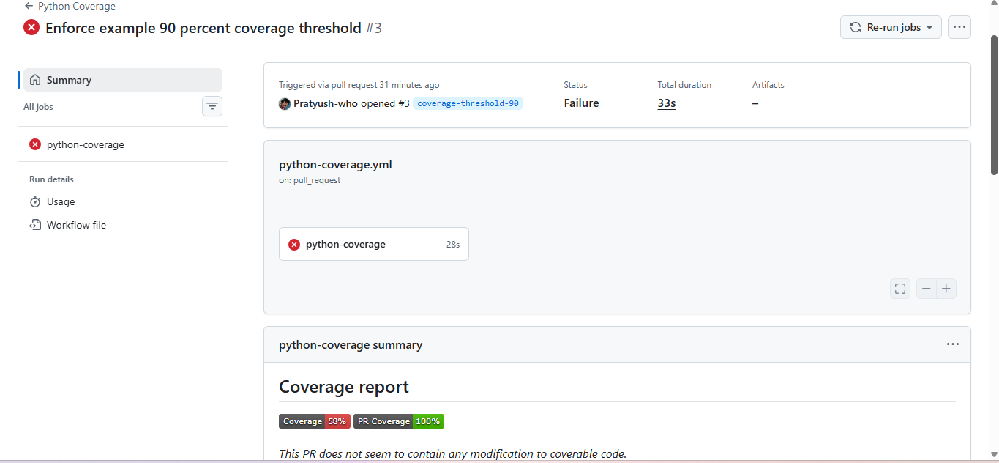 Python Coverage
Enforce example 90 percent coverage threshold #3
Re-run jobs
Summary
All jobs
python-coverage
Run details
Usage
Workflow file
Triggered via pull request 31 minutes ago
Pratyush-who opened #3 coverage-threshold-90
Status
Failure
Total duration
33s
Artifacts
–
python-coverage.yml
on: pull_request
python-coverage 28s
python-coverage summary
Coverage report
Coverage 58% PR Coverage 100%
This PR does not seem to contain any modification to coverable code.